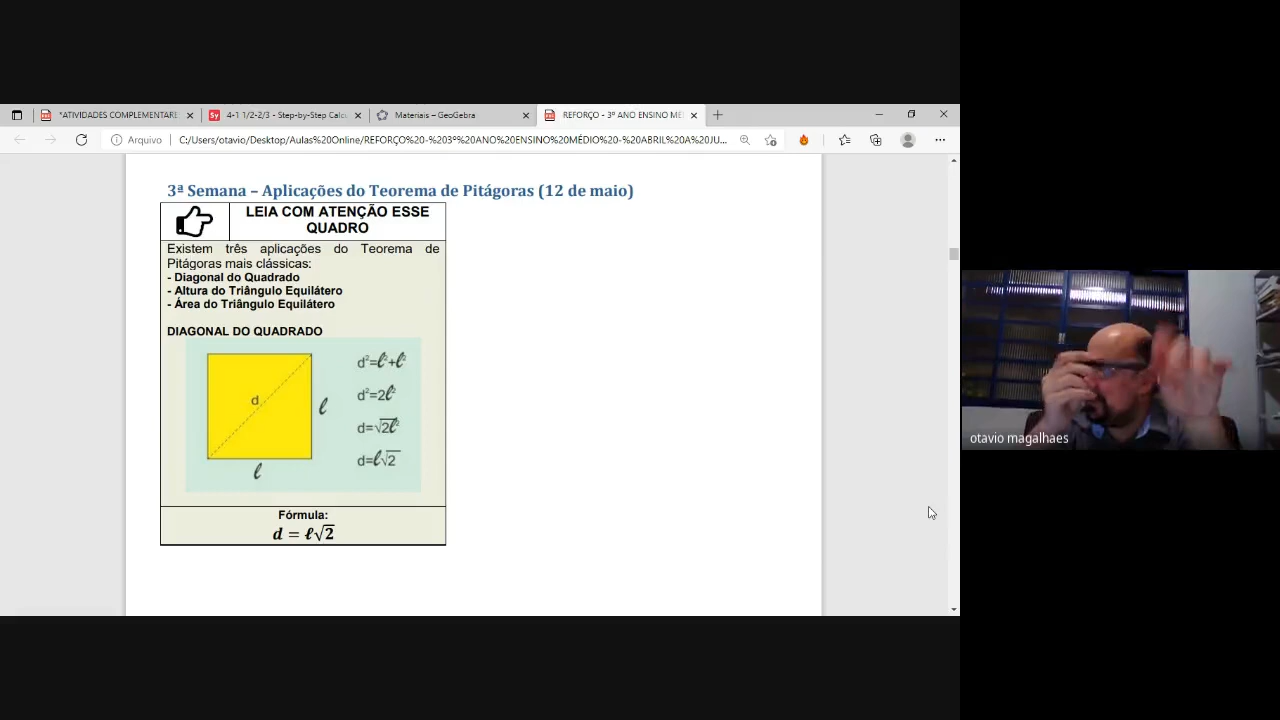 *ATIVIDADES COMPLEMENTARE
4-1 1/2-2/3 - Step-by-Step Calcu
Materiais – GeoGebra
REFORÇO - 3º ANO ENSINO MÉ
Arquivo
C:/Users/otavio/Desktop/Aulas%20Online/REFORÇO%20-%203º%20ANO%20ENSINO%20MÉDIO%20-%20ABRIL%20A%20JU...
3ª Semana – Aplicações do Teorema de Pitágoras (12 de maio)
LEIA COM ATENÇÃO ESSE
QUADRO
Existem três aplicações do Teorema de
Pitágoras mais clássicas:
- Diagonal do Quadrado
- Altura do Triângulo Equilátero
- Área do Triângulo Equilátero
DIAGONAL DO QUADRADO
d
ℓ
ℓ
d²=ℓ²+ℓ²
d²=2ℓ²
d=√2ℓ²
d=ℓ√2
Fórmula:
d = ℓ√2
otavio magalhaes